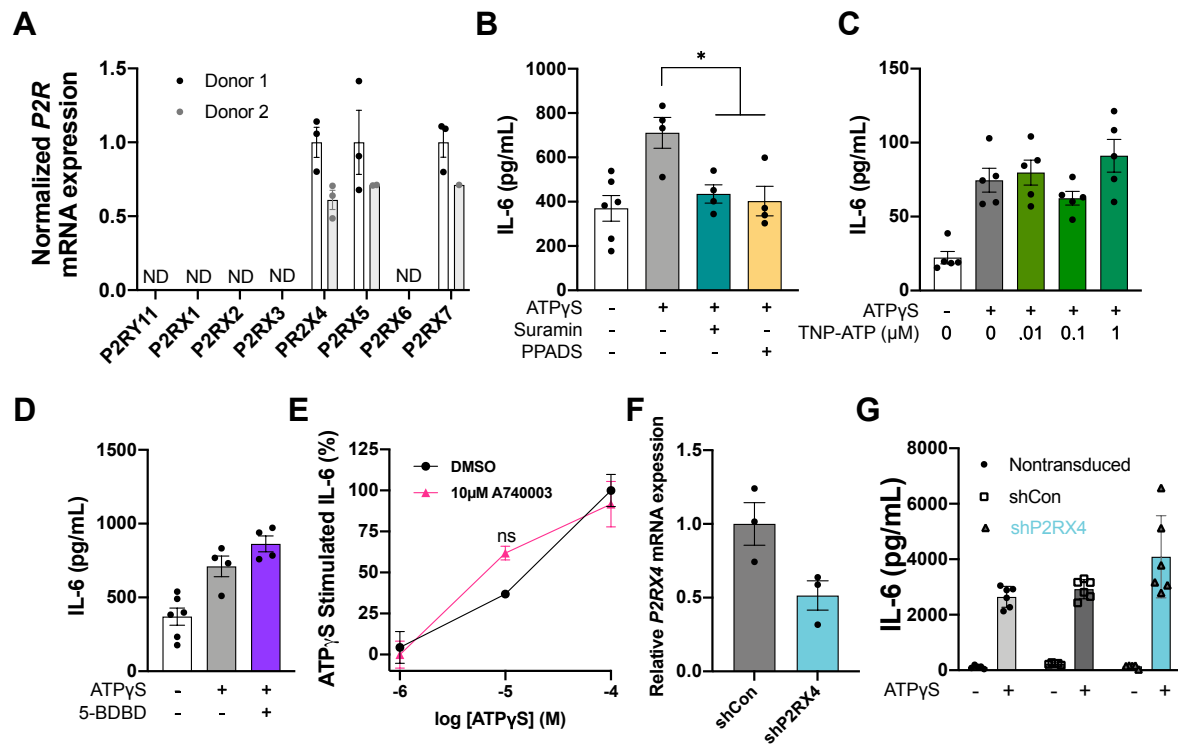 A
Normalized P2R
mRNA expression
1.5
1.0
0.5
0.0
Donor 1
Donor 2
ND ND ND ND ND
P2RY11 P2RX1 P2RX2 P2RX3 PR2X4 P2RX5 P2RX6 P2RX7
B
IL-6 (pg/mL)
1000
800
600
400
200
0
*
ATPγS - + + +
Suramin - - + -
PPADS - - - +
C
IL-6 (pg/mL)
150
100
50
0
ATPγS - + + + +
TNP-ATP (μM) 0 0 .01 0.1 1
D
IL-6 (pg/mL)
1500
1000
500
0
ATPγS - + +
5-BDBD - - +
E
ATPγS Stimulated IL-6 (%)
125
100
75
50
25
0
DMSO
10μM A740003
ns
-6 -5 -4
log [ATPγS] (M)
F
Relative P2RX4 mRNA expession
1.5
1.0
0.5
0.0
shCon shP2RX4
G
IL-6 (pg/mL)
8000
6000
4000
2000
0
Nontransduced
shCon
shP2RX4
ATPγS - + - + - +